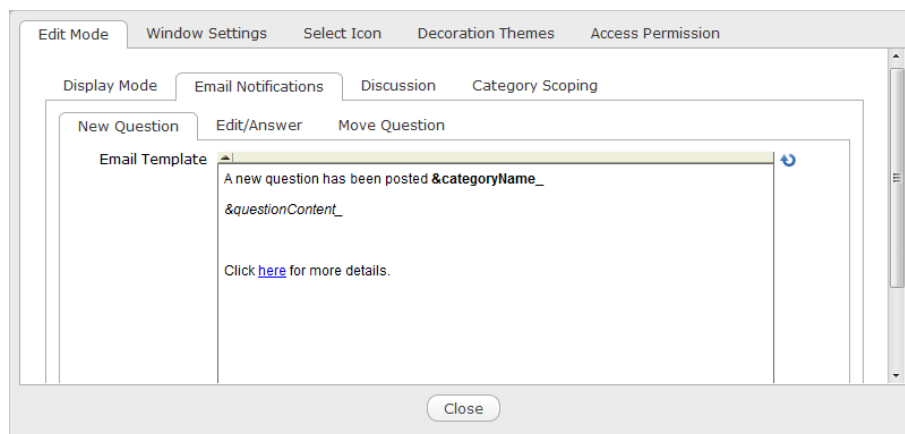 Edit Mode Window Settings Select Icon Decoration Themes Access Permission
Display Mode Email Notifications Discussion Category Scoping
New Question Edit/Answer Move Question
Email Template
A new question has been posted &categoryName_
&questionContent_
Click here for more details.
Close